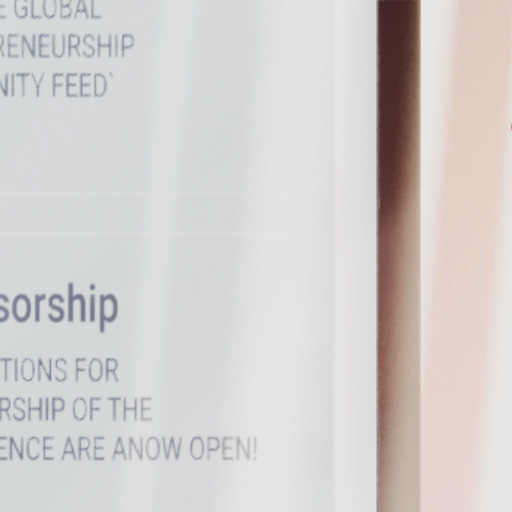 E GLOBAL
RENEURSHIP
NITY FEED`
sorship
TIONS FOR
RSHIP OF THE
ENCE ARE ANOW OPEN!